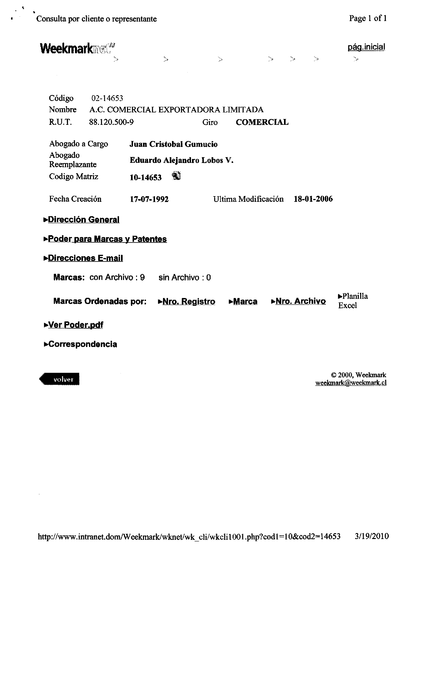 Consulta por cliente o representante Page 1 of 1
Weekmarknet pág.inicial
Código 02-14653
Nombre A.C. COMERCIAL EXPORTADORA LIMITADA
R.U.T. 88.120.500-9 Giro COMERCIAL
Abogado a Cargo Juan Cristobal Gumucio
Abogado Reemplazante Eduardo Alejandro Lobos V.
Codigo Matriz 10-14653
Fecha Creación 17-07-1992 Ultima Modificación 18-01-2006
►Dirección General
►Poder para Marcas y Patentes
►Direcciones E-mail
Marcas: con Archivo : 9 sin Archivo : 0
Marcas Ordenadas por: ►Nro. Registro ►Marca ►Nro. Archivo ►Planilla Excel
►Ver Poder.pdf
►Correspondencia
volver © 2000, Weekmark
weekmark@weekmark.cl
http://www.intranet.dom/Weekmark/wknet/wk_cli/wkcli1001.php?cod1=10&cod2=14653 3/19/2010